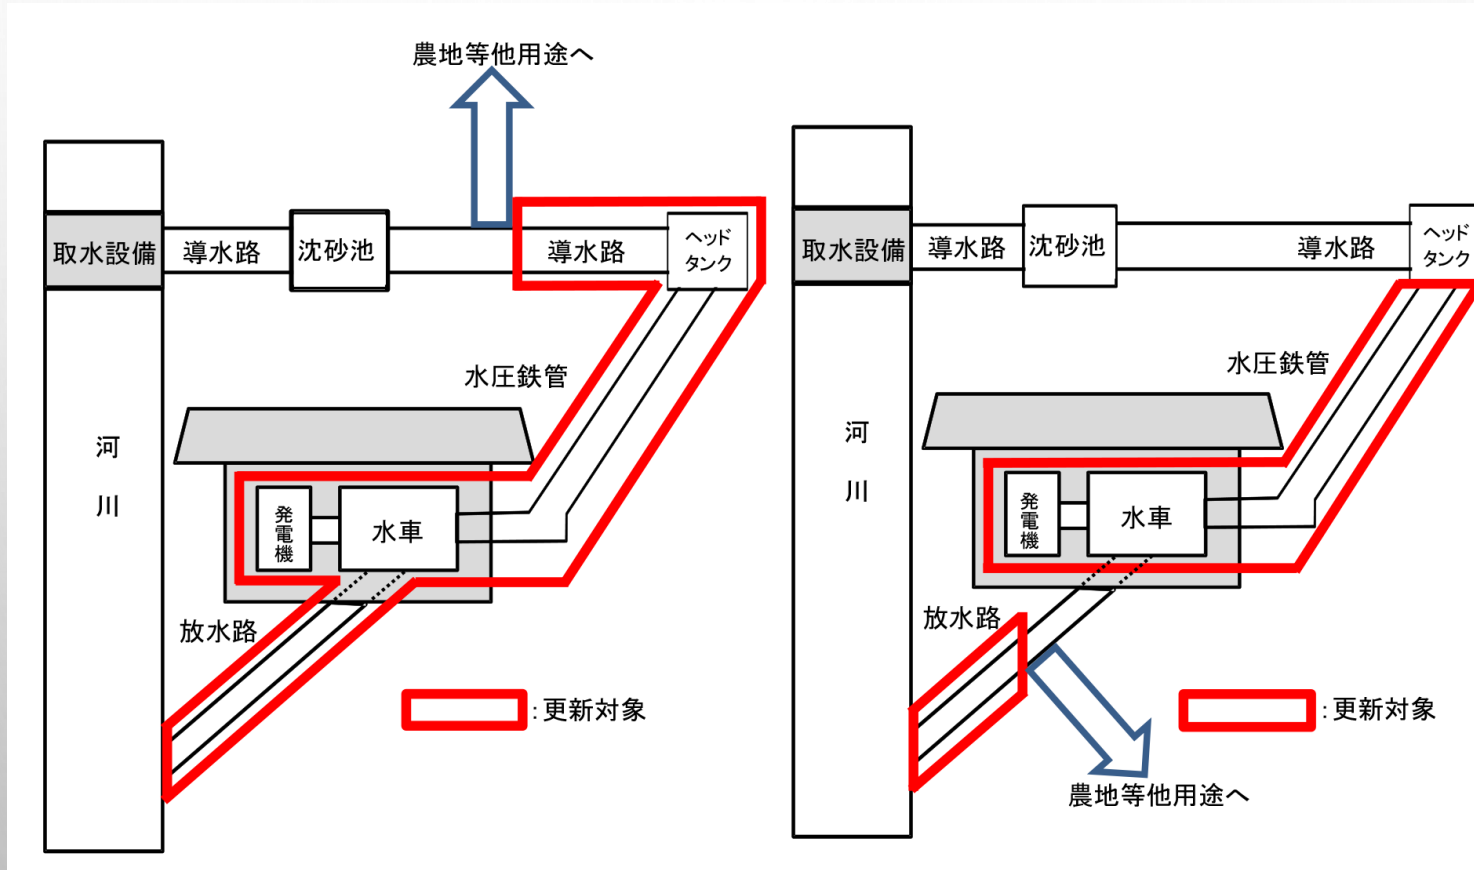 農地等他用途へ
取水設備
導水路
沈砂池
導水路
ヘッド
タンク
水圧鉄管
河
川
発
電
機
水車
放水路
:更新対象
取水設備
導水路
沈砂池
導水路
ヘッド
タンク
水圧鉄管
河
川
発
電
機
水車
放水路
:更新対象
農地等他用途へ